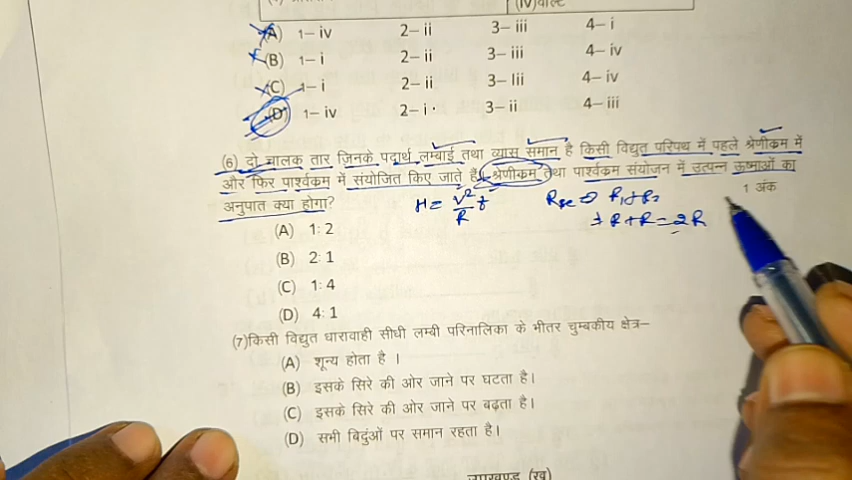 (iv) वोल्ट
(A) 1– iv 2– ii 3– iii 4– i
(B) 1– i 2– ii 3– iii 4– iv
(C) 1– i 2– ii 3– lii 4– iv
(D) 1– iv 2– i 3– ii 4– iii
(6) दो चालक तार जिनके पदार्थ लम्बाई तथा व्यास समान है किसी विद्युत परिपथ में पहले श्रेणीक्रम में
और फिर पार्श्वक्रम में संयोजित किए जाते हैं। श्रेणीक्रम तथा पार्श्वक्रम संयोजन में उत्पन्न ऊष्माओं का
अनुपात क्या होगा? 1 अंक
H = V²/R t Rse ⇒ R₁+R₂
⇒ R+R = 2R
(A) 1: 2
(B) 2: 1
(C) 1: 4
(D) 4: 1
(7)किसी विद्युत धारावाही सीधी लम्बी परिनालिका के भीतर चुम्बकीय क्षेत्र–
(A) शून्य होता है ।
(B) इसके सिरे की ओर जाने पर घटता है।
(C) इसके सिरे की ओर जाने पर बढ़ता है।
(D) सभी बिदुंओं पर समान रहता है।